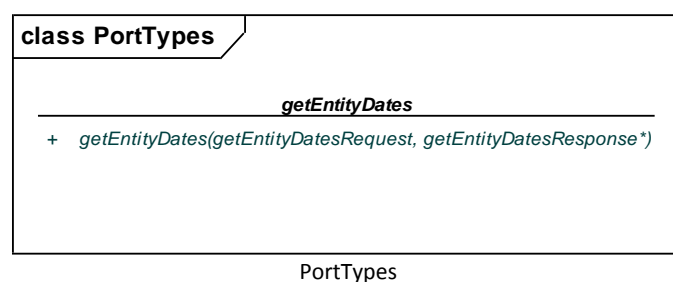 class PortTypes
getEntityDates
+ getEntityDates(getEntityDatesRequest, getEntityDatesResponse*)
PortTypes